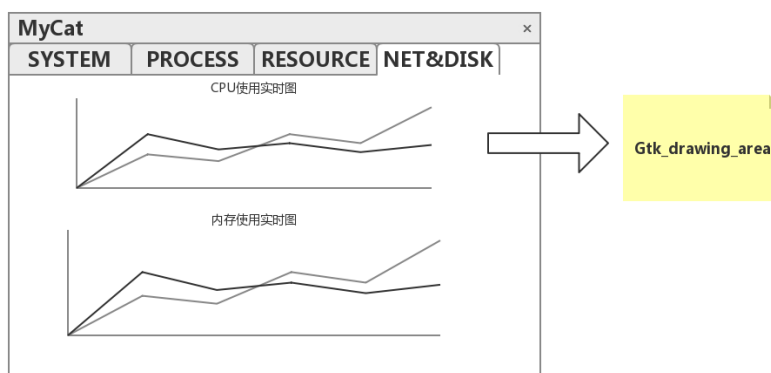 MyCat ×
SYSTEM PROCESS RESOURCE NET&DISK
CPU使用实时图
Gtk_drawing_area
内存使用实时图